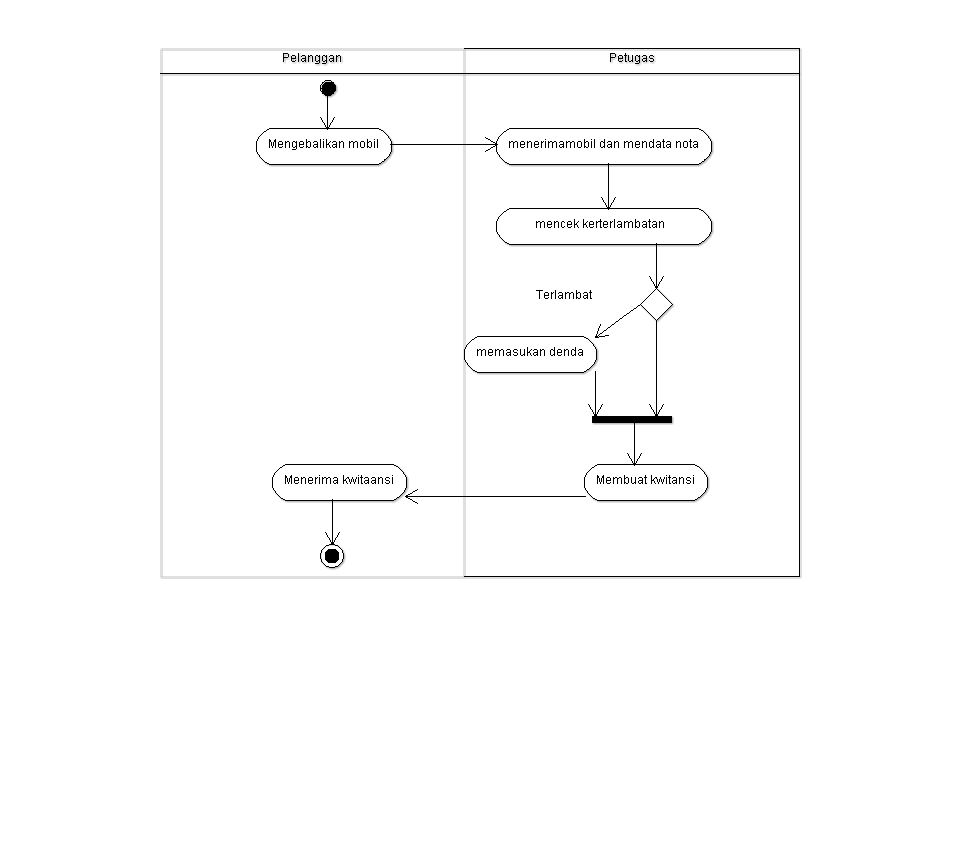 Pelanggan
Petugas
Mengebalikan mobil
menerimamobil dan mendata nota
mencek kerterlambatan
Terlambat
memasukan denda
Menerima kwitaansi
Membuat kwitansi